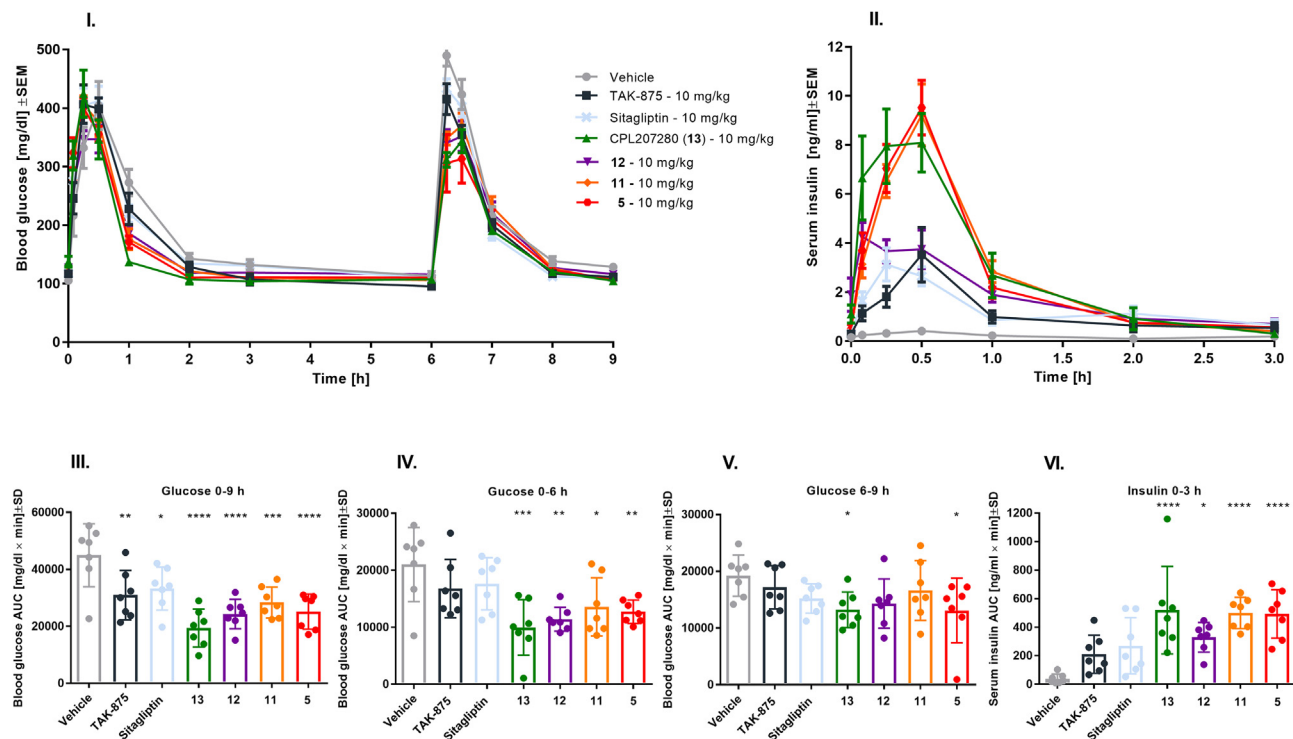 I.
Blood glucose [mg/dl] ±SEM
500
400
300
200
100
0
0 1 2 3 4 5 6 7 8 9
Time [h]
Vehicle
TAK-875 - 10 mg/kg
Sitagliptin - 10 mg/kg
CPL207280 (13) - 10 mg/kg
12 - 10 mg/kg
11 - 10 mg/kg
5 - 10 mg/kg
II.
Serum insulin [ng/ml]±SEM
12
10
8
6
4
2
0
0.0 0.5 1.0 1.5 2.0 2.5 3.0
Time [h]
III.
Glucose 0-9 h
Blood glucose AUC [mg/dl × min]±SD
60000
40000
20000
0
** * **** **** *** ****
Vehicle TAK-875 Sitagliptin 13 12 11 5
IV.
Gucose 0-6 h
Blood glucose AUC [mg/dl × min]±SD
30000
20000
10000
0
*** ** * **
Vehicle TAK-875 Sitagliptin 13 12 11 5
V.
Glucose 6-9 h
Blood glucose AUC [mg/dl × min]±SD
30000
20000
10000
0
* *
Vehicle TAK-875 Sitagliptin 13 12 11 5
VI.
Insulin 0-3 h
Serum insulin AUC [ng/ml × min]±SD
1200
1000
800
600
400
200
0
**** * **** ****
Vehicle TAK-875 Sitagliptin 13 12 11 5